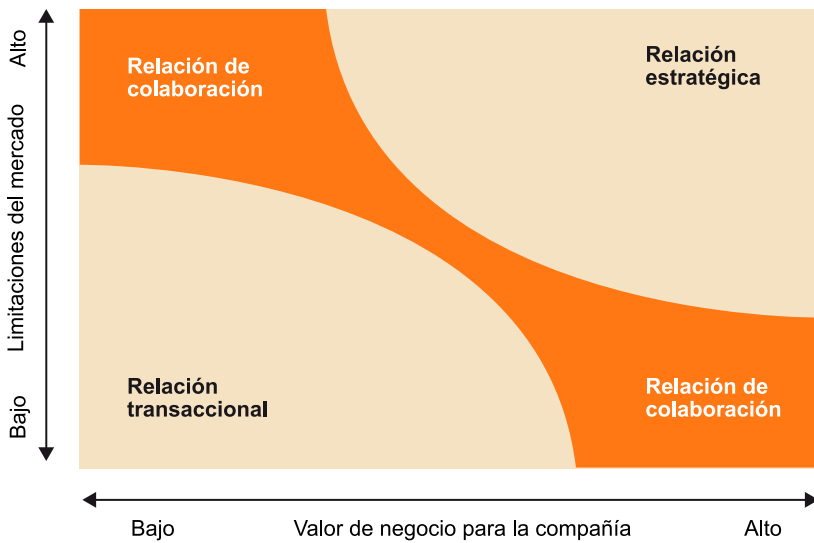 Alto
Limitaciones del mercado
Bajo
Relación de
colaboración
Relación
estratégica
Relación
transaccional
Relación de
colaboración
Bajo
Valor de negocio para la compañía
Alto